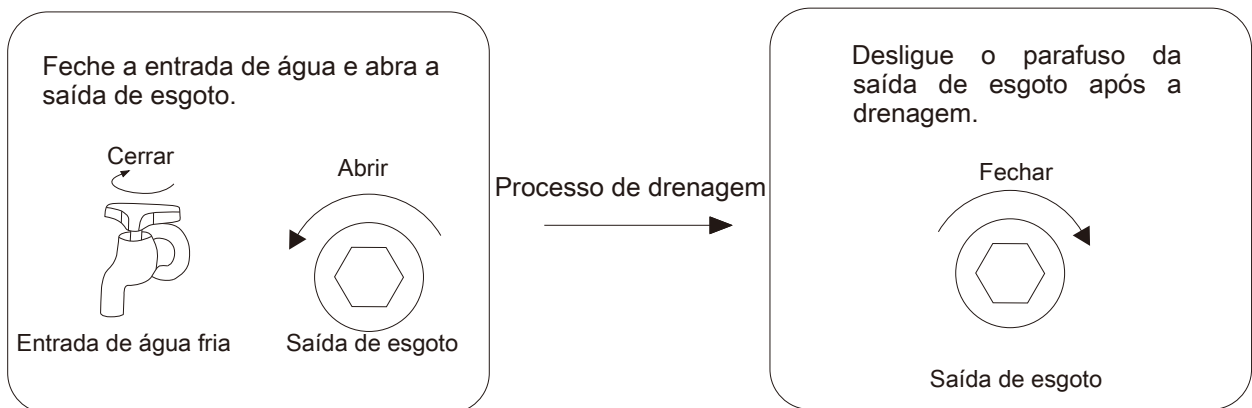 Feche a entrada de água e abra a
saída de esgoto.
Cerrar
Abrir
Entrada de água fria
Saída de esgoto
Processo de drenagem
Desligue o parafuso da
saída de esgoto após a
drenagem.
Fechar
Saída de esgoto